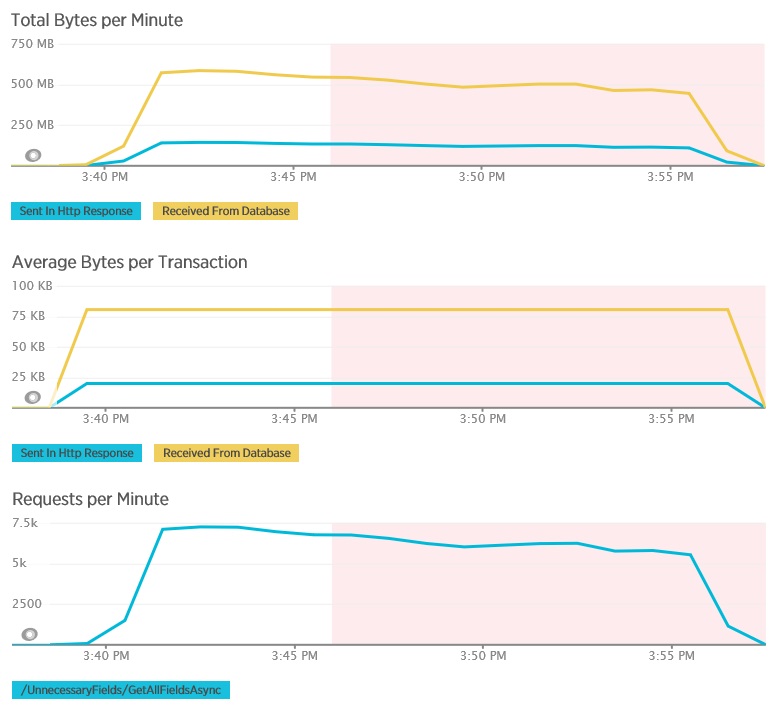 Total Bytes per Minute
750 MB
500 MB
250 MB
3:40 PM 3:45 PM 3:50 PM 3:55 PM
Sent In Http Response Received From Database
Average Bytes per Transaction
100 KB
75 KB
50 KB
25 KB
3:40 PM 3:45 PM 3:50 PM 3:55 PM
Sent In Http Response Received From Database
Requests per Minute
7.5k
5k
2500
3:40 PM 3:45 PM 3:50 PM 3:55 PM
/UnnecessaryFields/GetAllFieldsAsync